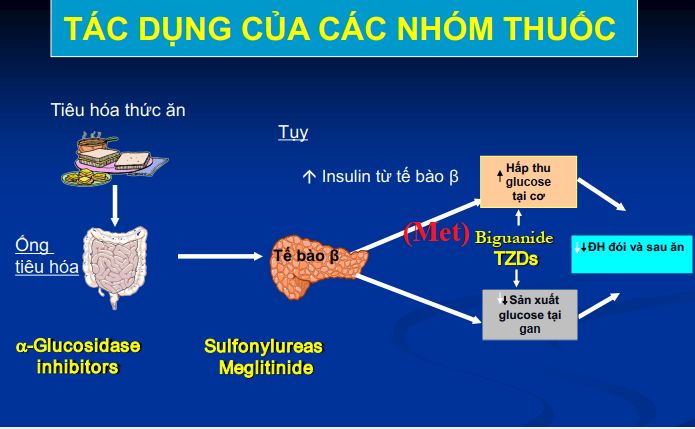 TÁC DỤNG CỦA CÁC NHÓM THUỐC
Tiêu hóa thức ăn
Tụy
↑ Insulin từ tế bào β
↑ Hấp thu
glucose
tại cơ
Ống
tiêu hóa
Tế bào β
(Met) Biguanide
TZDs
↓↓ĐH đói và sau ăn
↓↓Sản xuất
glucose tại
gan
α-Glucosidase
inhibitors
Sulfonylureas
Meglitinide